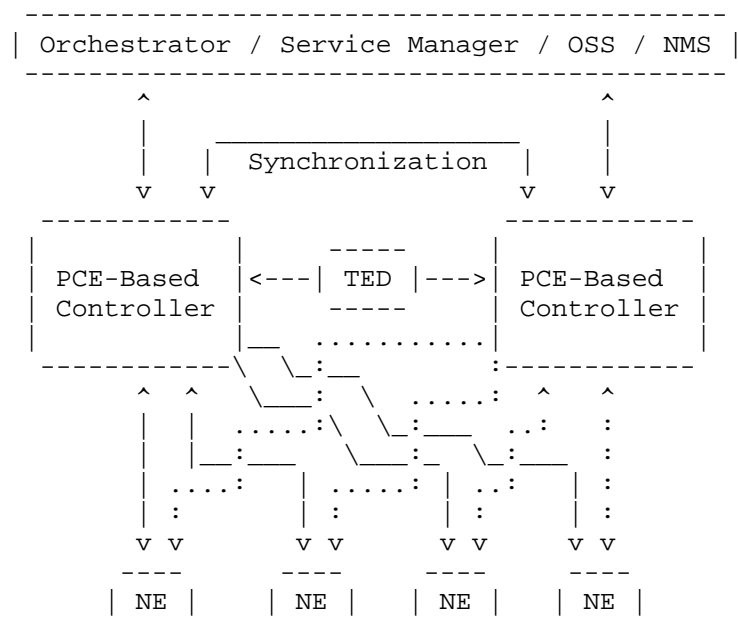 Orchestrator / Service Manager / OSS / NMS
Synchronization
PCE-Based TED PCE-Based
Controller Controller
NE NE NE NE